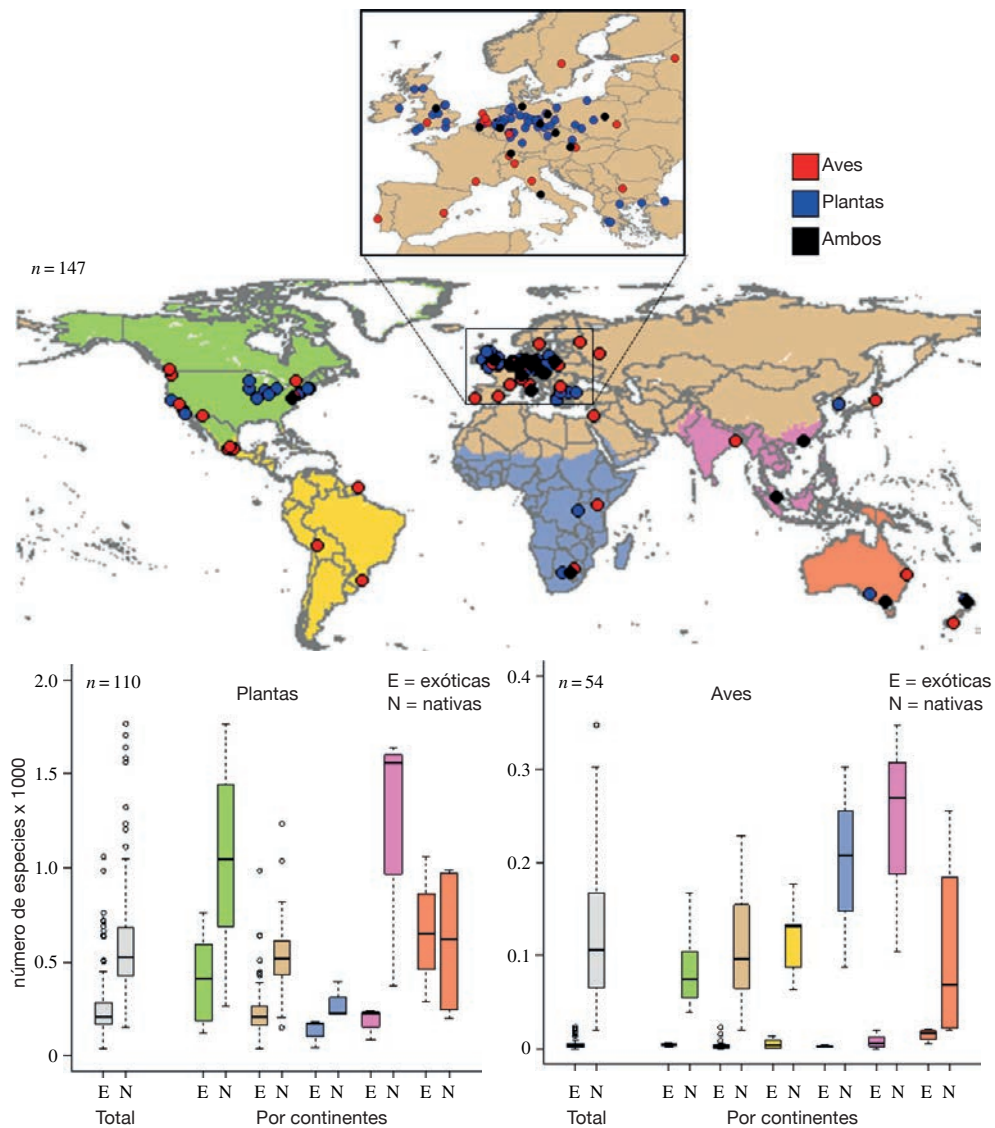 Aves
Plantas
Ambos
n = 147
2.0
n = 110
Plantas
E = exóticas
N = nativas
1.5
1.0
0.5
0
número de especies x 1000
E N E N E N E N E N E N
Total Por continentes
0.4
n = 54
Aves
E = exóticas
N = nativas
0.3
0.2
0.1
0
E N E N E N E N E N E N E N
Total Por continentes